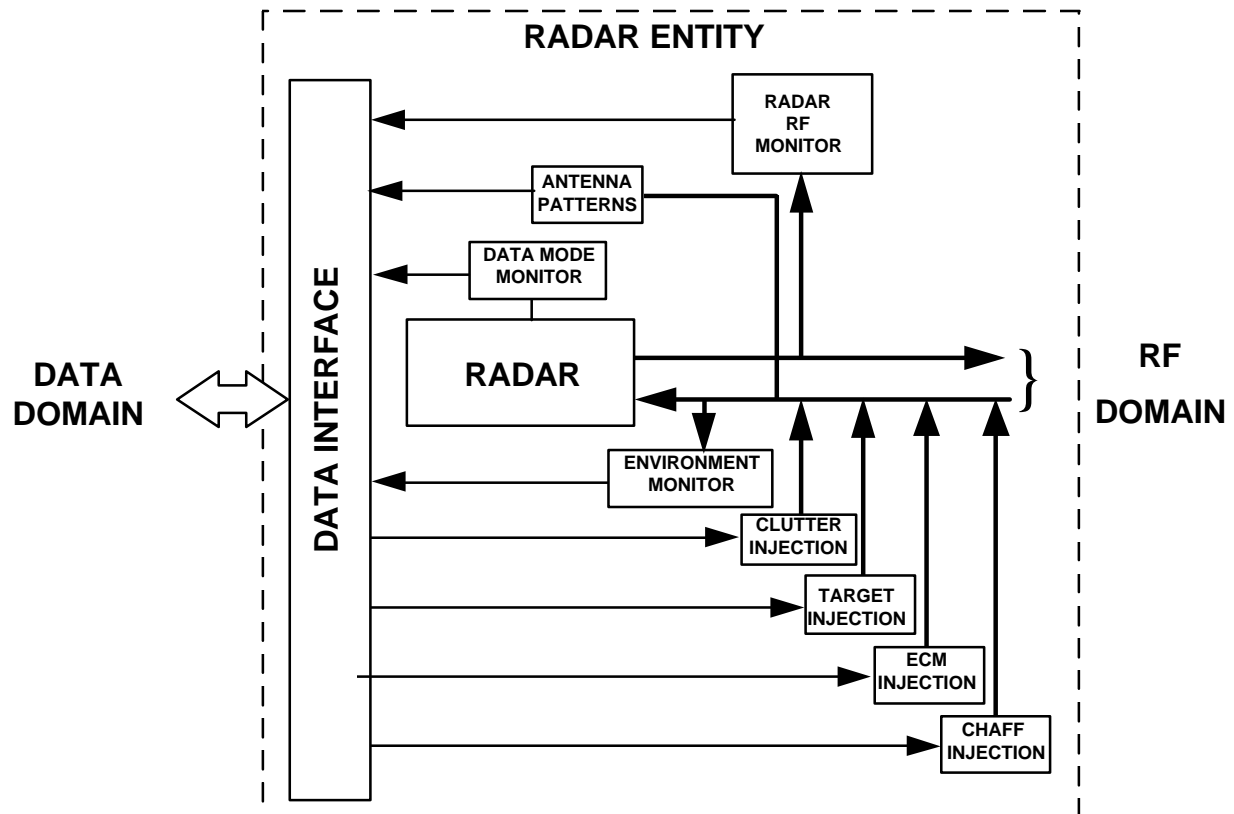 RADAR ENTITY
RADAR
RF
MONITOR
ANTENNA
PATTERNS
DATA MODE
MONITOR
DATA INTERFACE
RADAR
DATA
DOMAIN
RF
DOMAIN
}
ENVIRONMENT
MONITOR
CLUTTER
INJECTION
TARGET
INJECTION
ECM
INJECTION
CHAFF
INJECTION